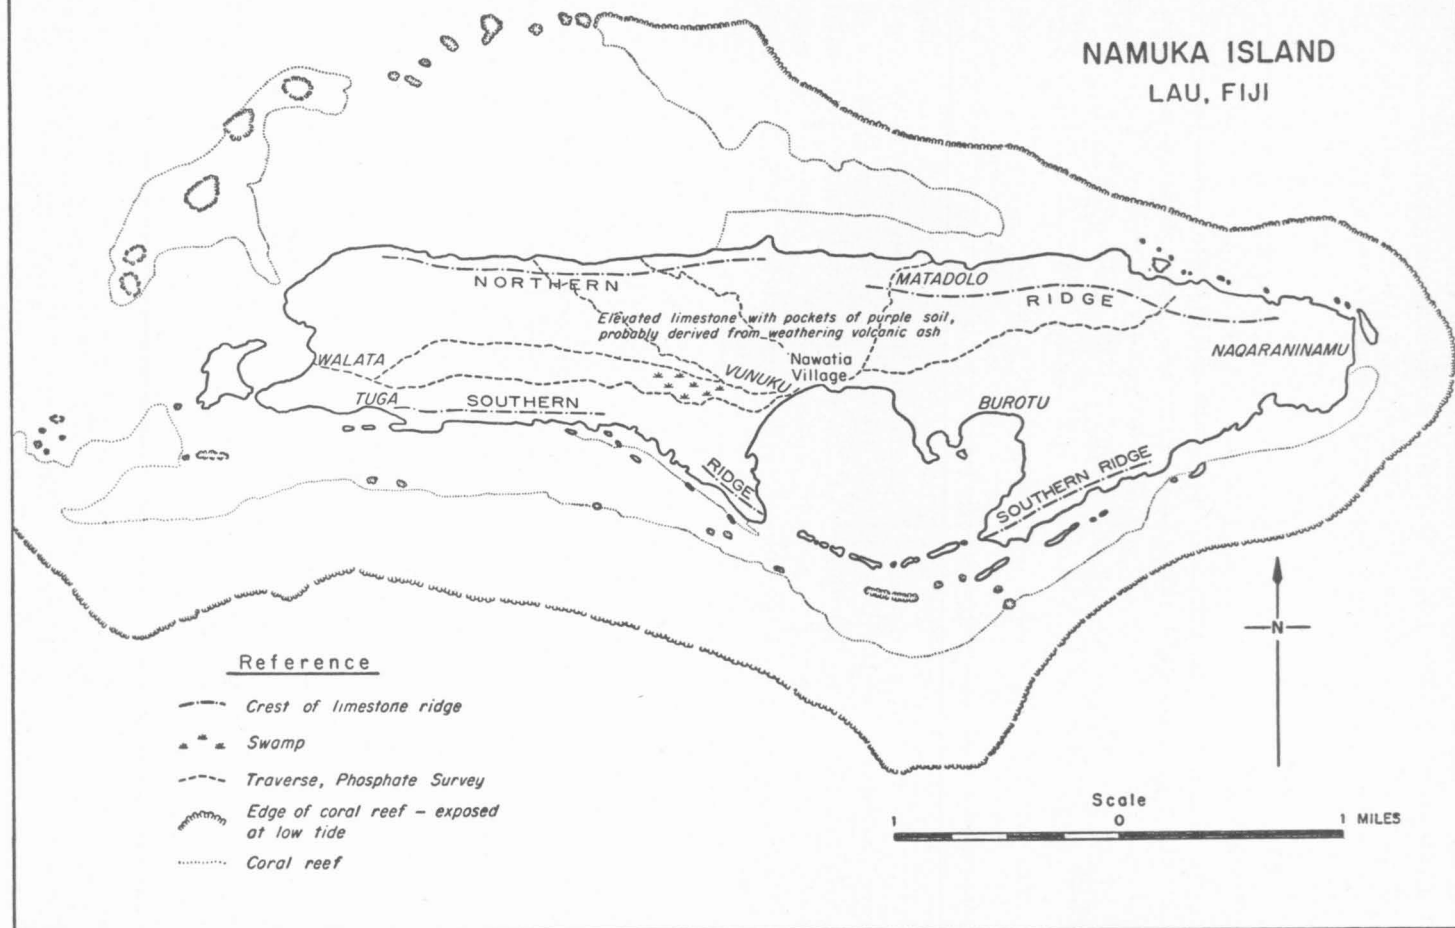 NAMUKA ISLAND
LAU, FIJI
MATADOLO
NORTHERN
RIDGE
Elevated limestone with pockets of purple soil,
probably derived from weathering volcanic ash
NAQARANINAMU
WALATA
Nawatia
Village
VUNUKU
TUGA
SOUTHERN
BUROTU
RIDGE
SOUTHERN RIDGE
N
Reference
Crest of limestone ridge
Swamp
Traverse, Phosphate Survey
Edge of coral reef – exposed
at low tide
Coral reef
Scale
1 0 1 MILES